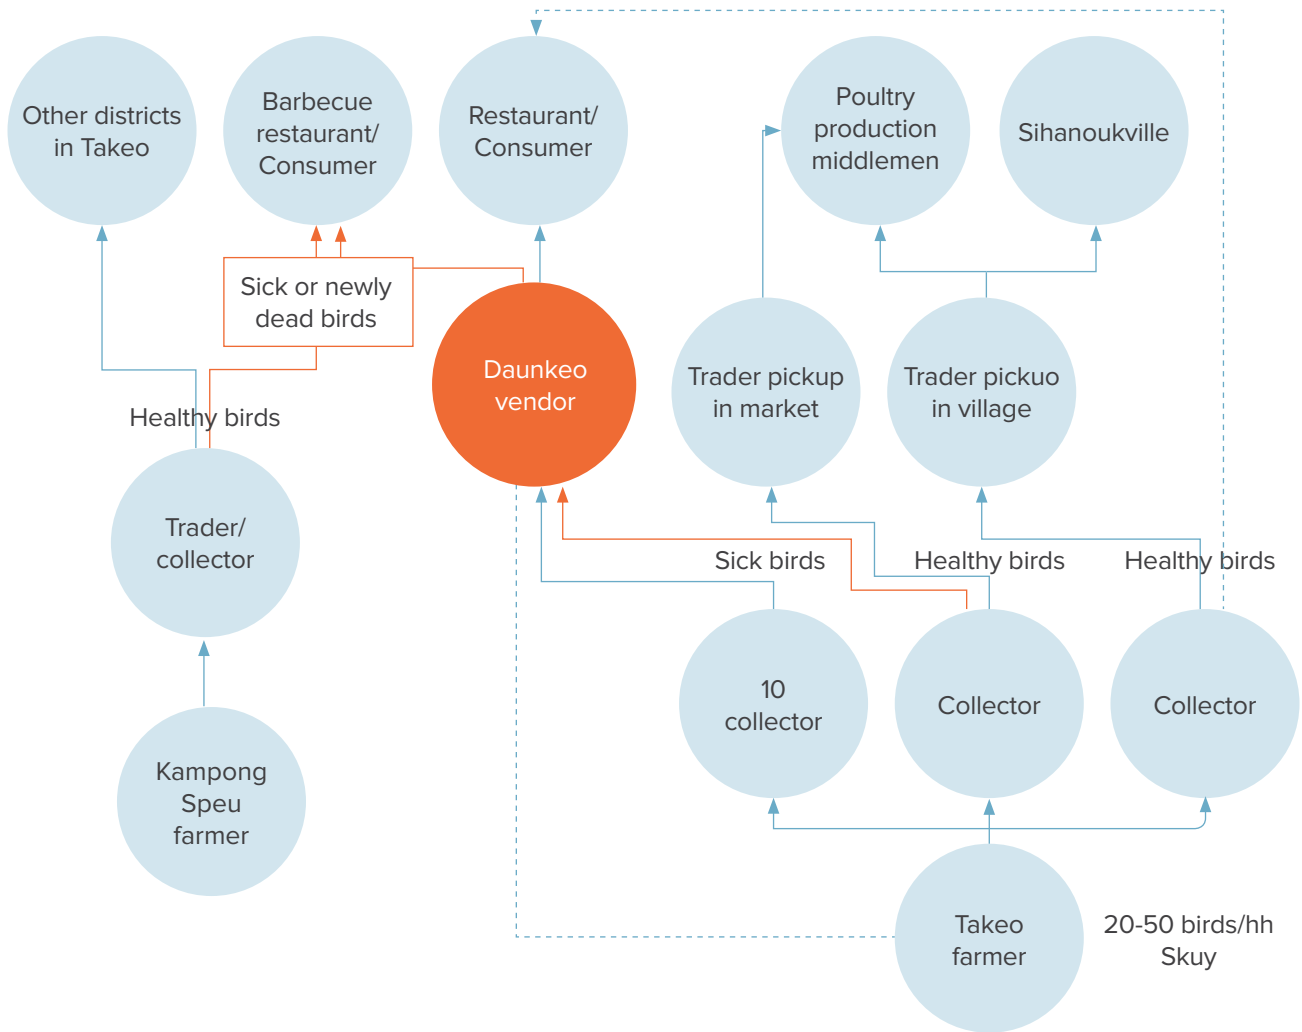 Other districts
in Takeo
Barbecue
restaurant/
Consumer
Restaurant/
Consumer
Poultry
production
middlemen
Sihanoukville
Sick or newly
dead birds
Daunkeo
vendor
Trader pickup
in market
Trader pickuo
in village
Healthy birds
Trader/
collector
Sick birds
Healthy birds
Healthy birds
10
collector
Collector
Collector
Kampong
Speu
farmer
Takeo
farmer
20-50 birds/hh
Skuy